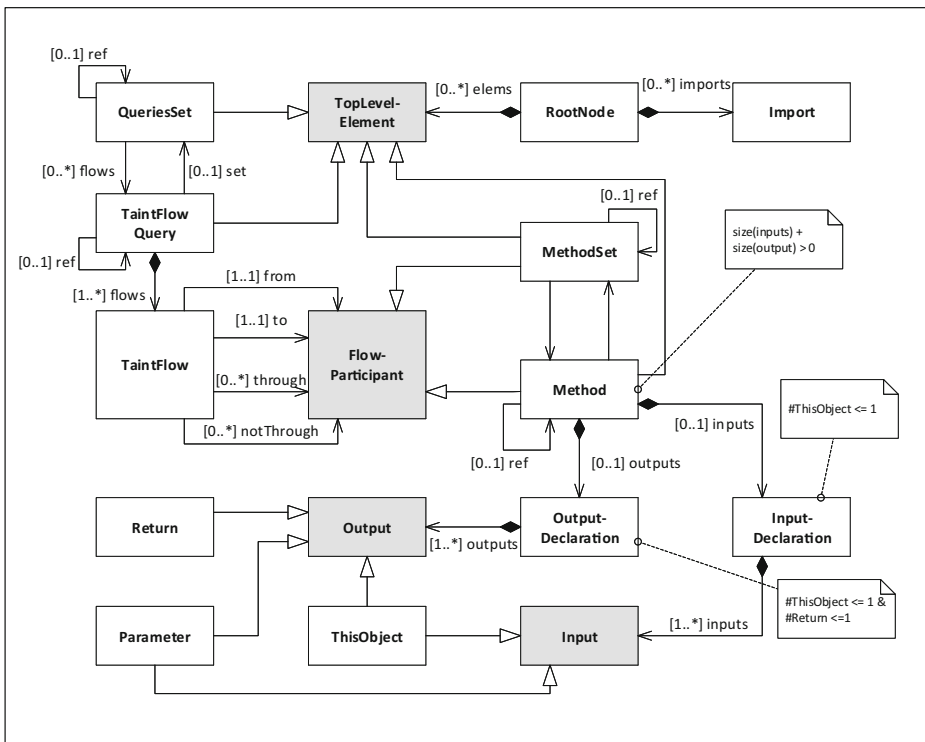 [0..1] ref
QueriesSet
TopLevel-
Element
[0..*] elems
RootNode
[0..*] imports
Import
[0..*] flows
[0..1] set
TaintFlow
Query
[0..1] ref
[0..1] ref
MethodSet
size(inputs) +
size(output) > 0
[1..*] flows
[1..1] from
[1..1] to
TaintFlow
Flow-
Participant
[0..*] through
[0..*] notThrough
Method
#ThisObject <= 1
[0..1] inputs
[0..1] ref
[0..1] outputs
Return
Output
[1..*] outputs
Output-
Declaration
Input-
Declaration
#ThisObject <= 1 &
#Return <=1
Parameter
ThisObject
Input
[1..*] inputs